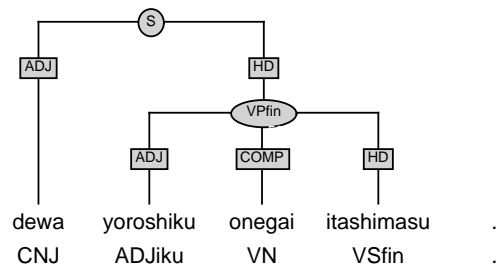 S
ADJ HD
VPfin
ADJ COMP HD
dewa yoroshiku onegai itashimasu .
CNJ ADJiku VN VSfin .